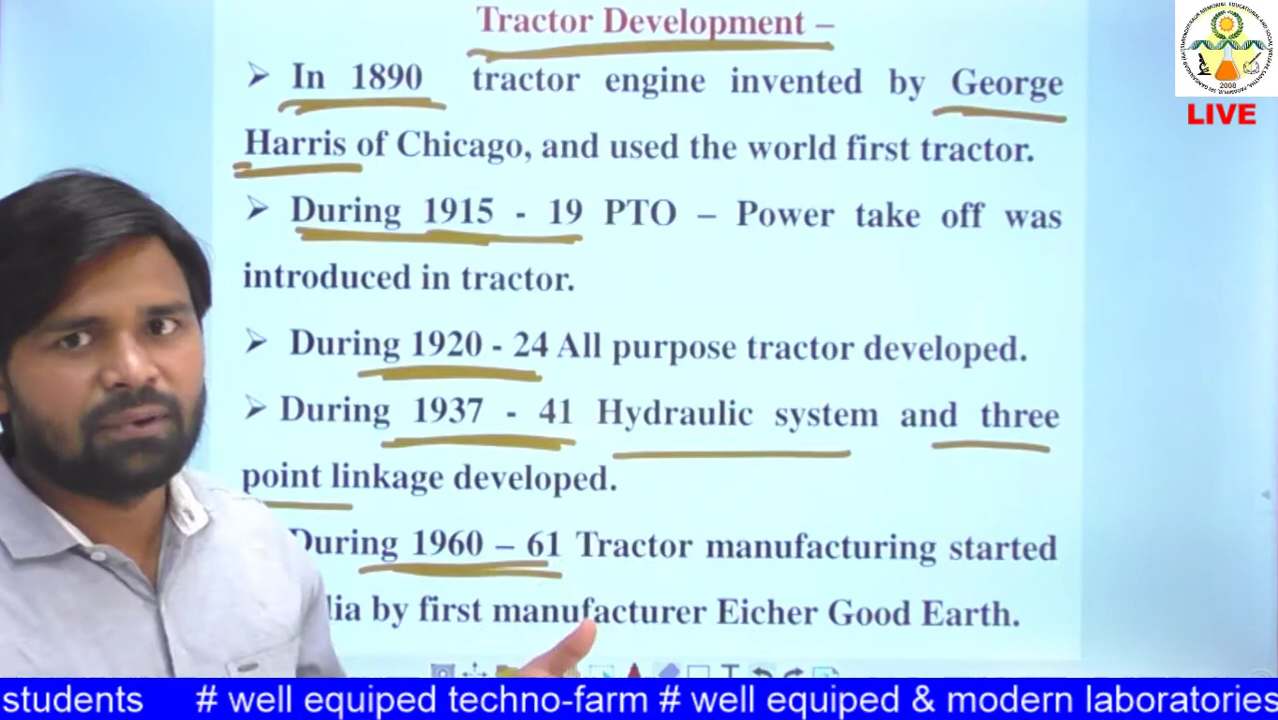 Tractor Development –
➢ In 1890 tractor engine invented by George
Harris of Chicago, and used the world first tractor.
➢ During 1915 - 19 PTO – Power take off was
introduced in tractor.
➢ During 1920 - 24 All purpose tractor developed.
➢ During 1937 - 41 Hydraulic system and three
point linkage developed.
During 1960 – 61 Tractor manufacturing started
lia by first manufacturer Eicher Good Earth.
2008
LIVE
students # well equiped techno-farm # well equiped & modern laboratories